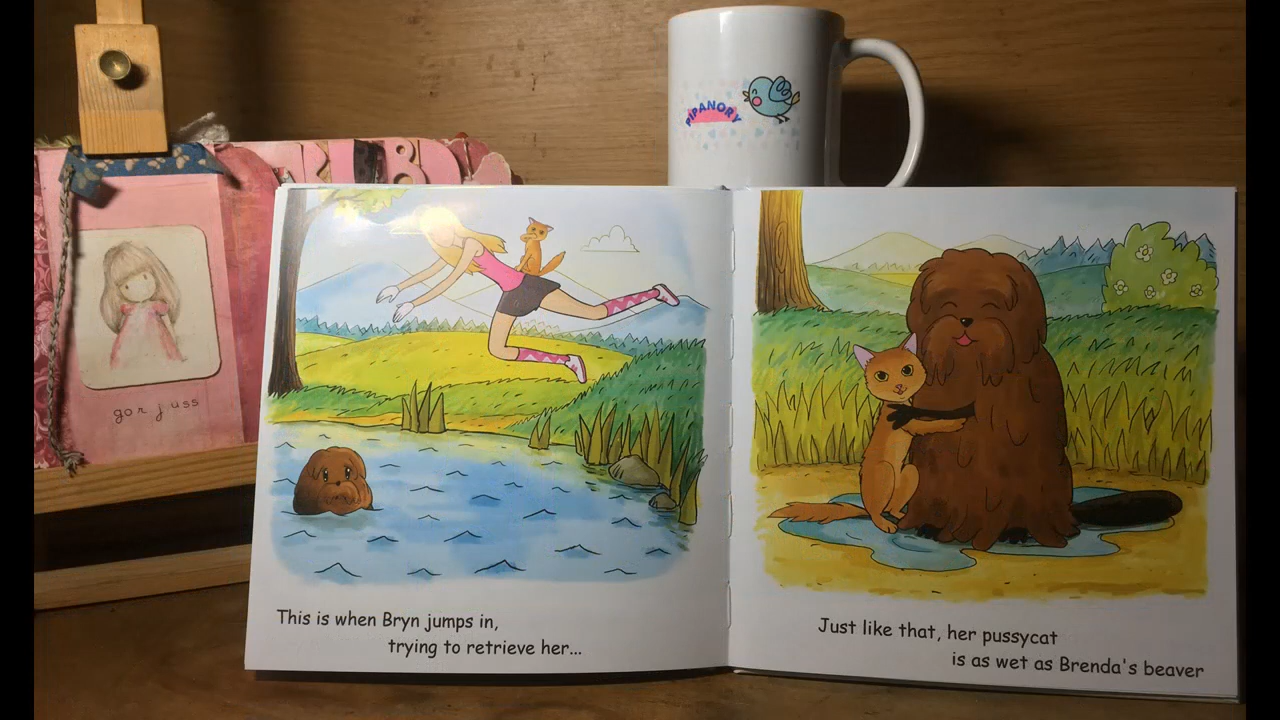 PIPANORY
gorjuss
This is when Bryn jumps in,
trying to retrieve her...
Just like that, her pussycat
is as wet as Brenda's beaver